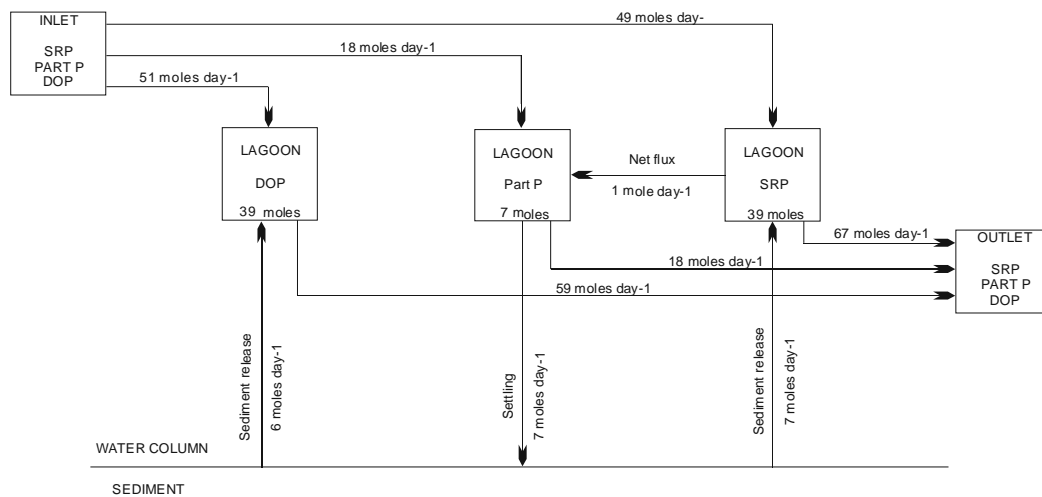 INLET
SRP
PART P
DOP
49 moles day-
18 moles day-1
51 moles day-1
LAGOON
DOP
39 moles
LAGOON
Part P
7 moles
Net flux
1 mole day-1
LAGOON
SRP
39 moles
67 moles day-1
18 moles day-1
59 moles day-1
OUTLET
SRP
PART P
DOP
Sediment release
6 moles day-1
Settling
7 moles day-1
Sediment release
7 moles day-1
WATER COLUMN
SEDIMENT